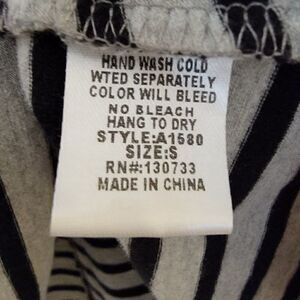 HAND WASH COLD
WTED SEPARATELY
COLOR WILL BLEED
NO BLEACH
HANG TO DRY
STYLE:A1580
SIZE:S
RN#:130733
MADE IN CHINA